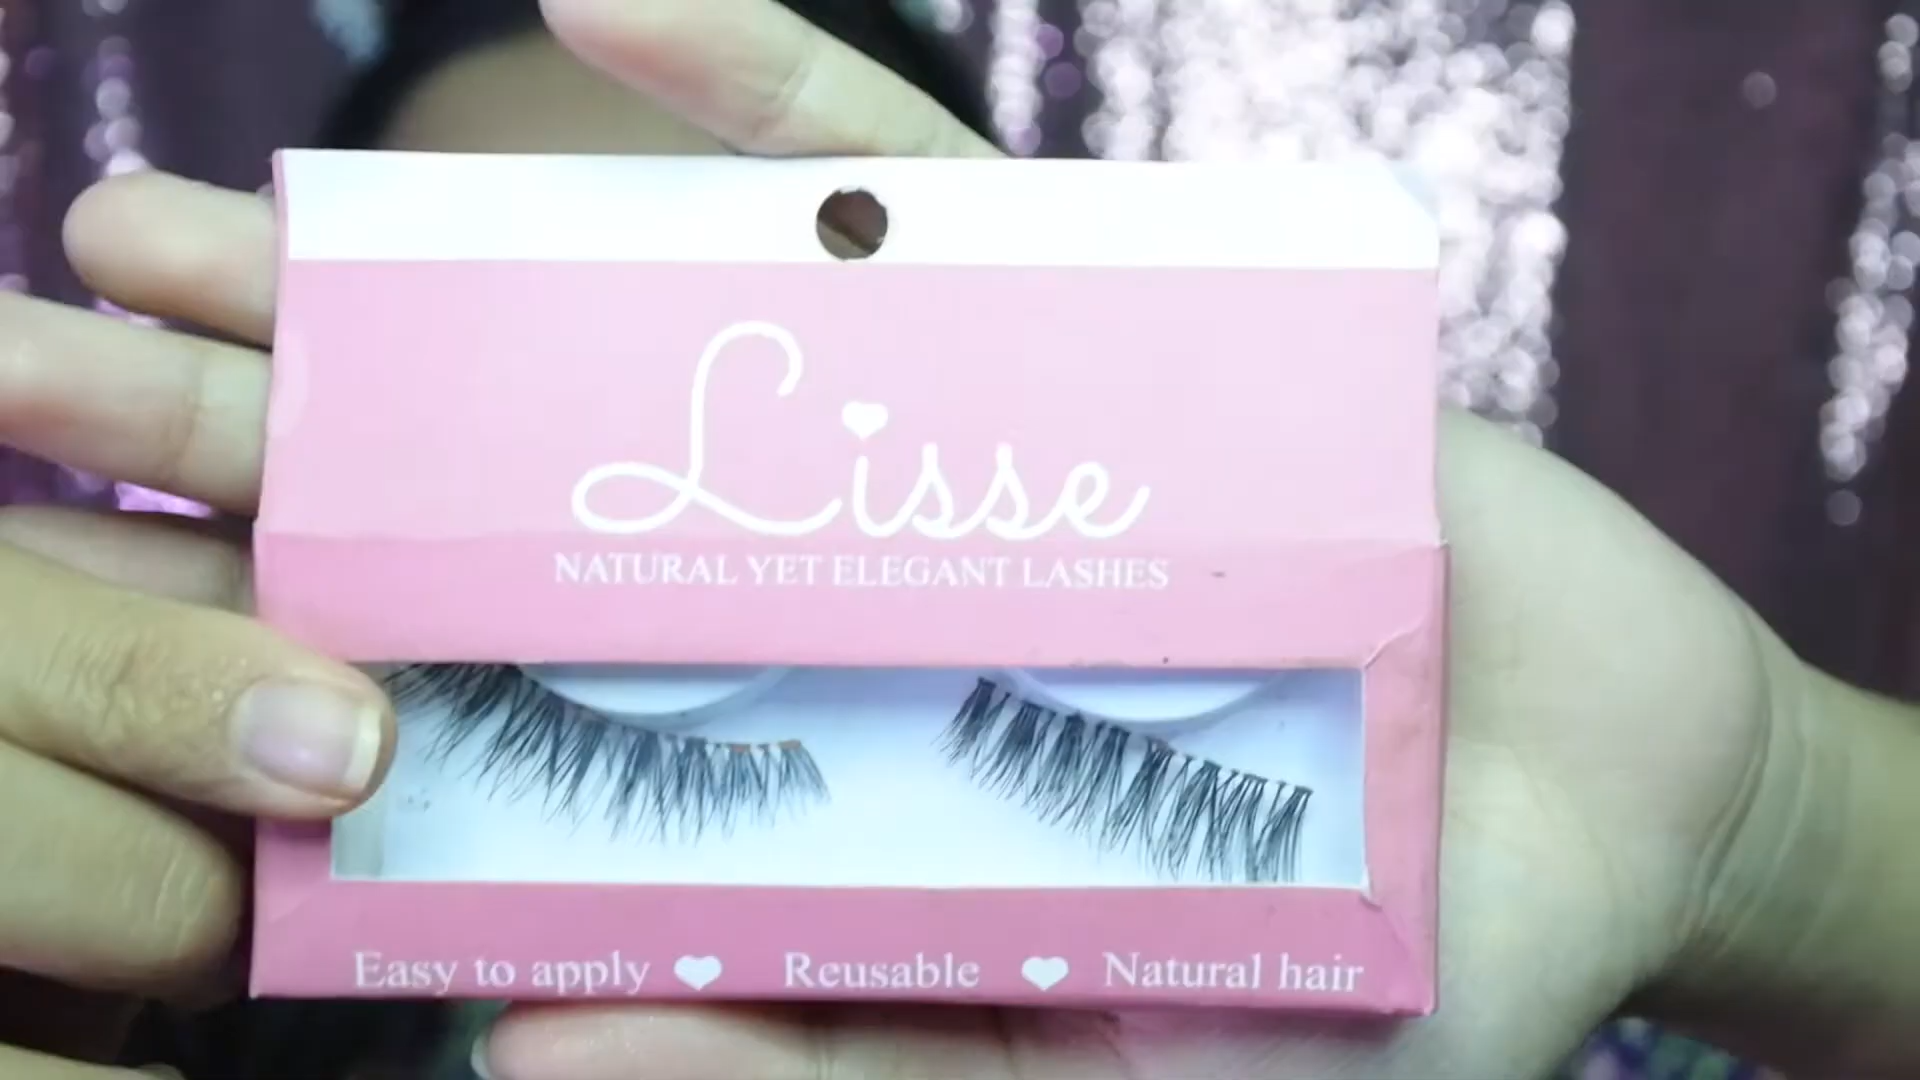 Lisse
NATURAL YET ELEGANT LASHES
Easy to apply Reusable Natural hair